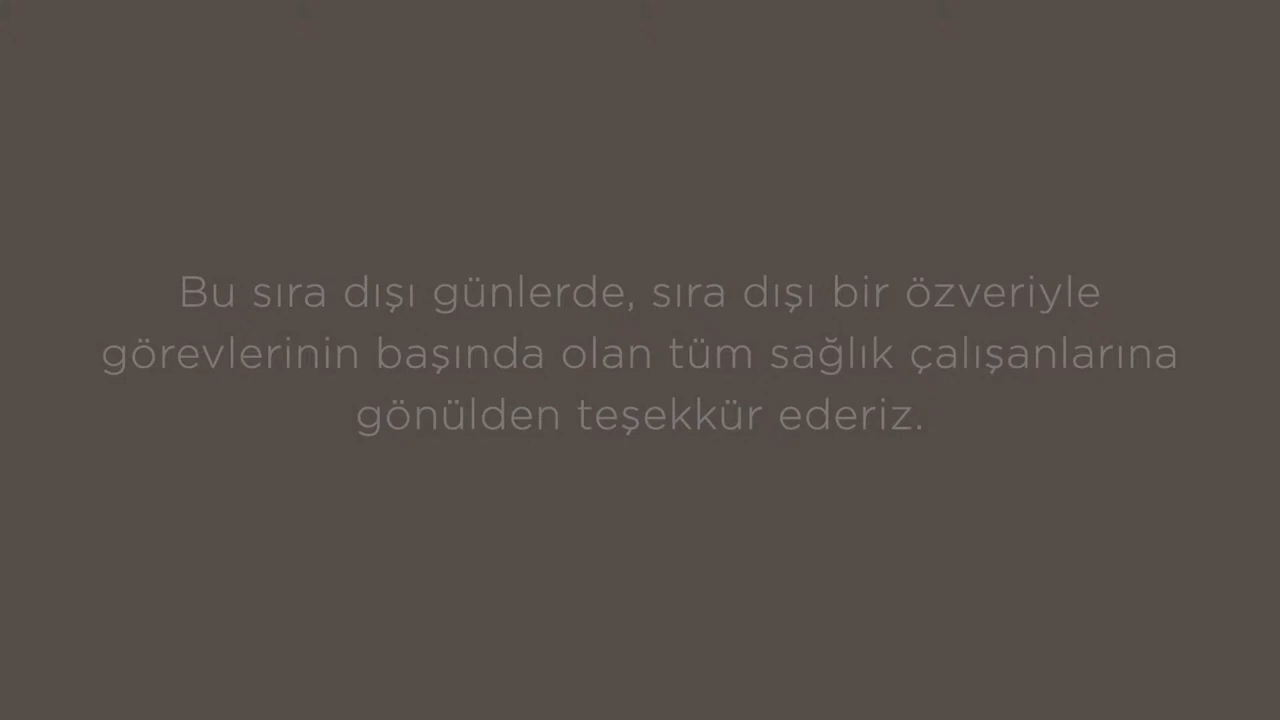 Bu sıra dışı günlerde, sıra dışı bir özveriyle
görevlerinin başında olan tüm sağlık çalışanlarına
gönülden teşekkür ederiz.